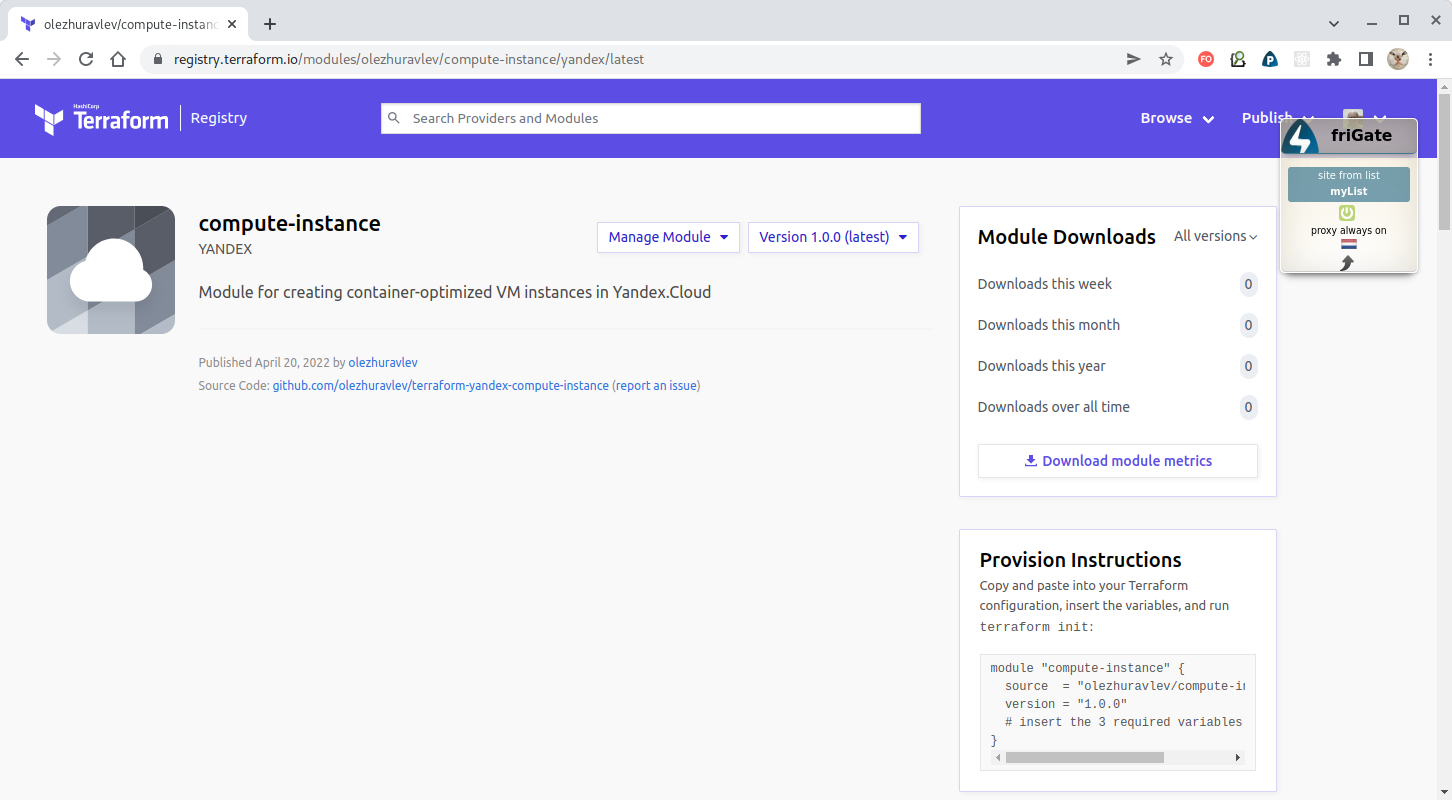 olezhuravlev/compute-instanc
registry.terraform.io/modules/olezhuravlev/compute-instance/yandex/latest
FO
P
HashiCorp
Terraform
Registry
Search Providers and Modules
Browse
Publish
friGate
site from list
myList
proxy always on
compute-instance
YANDEX
Manage Module
Version 1.0.0 (latest)
Module for creating container-optimized VM instances in Yandex.Cloud
Published April 20, 2022 by olezhuravlev
Source Code: github.com/olezhuravlev/terraform-yandex-compute-instance (report an issue)
Module Downloads
All versions
Downloads this week 0
Downloads this month 0
Downloads this year 0
Downloads over all time 0
Download module metrics
Provision Instructions
Copy and paste into your Terraform
configuration, insert the variables, and run
terraform init:
module "compute-instance" {
source  = "olezhuravlev/compute-in
version = "1.0.0"
# insert the 3 required variables
}